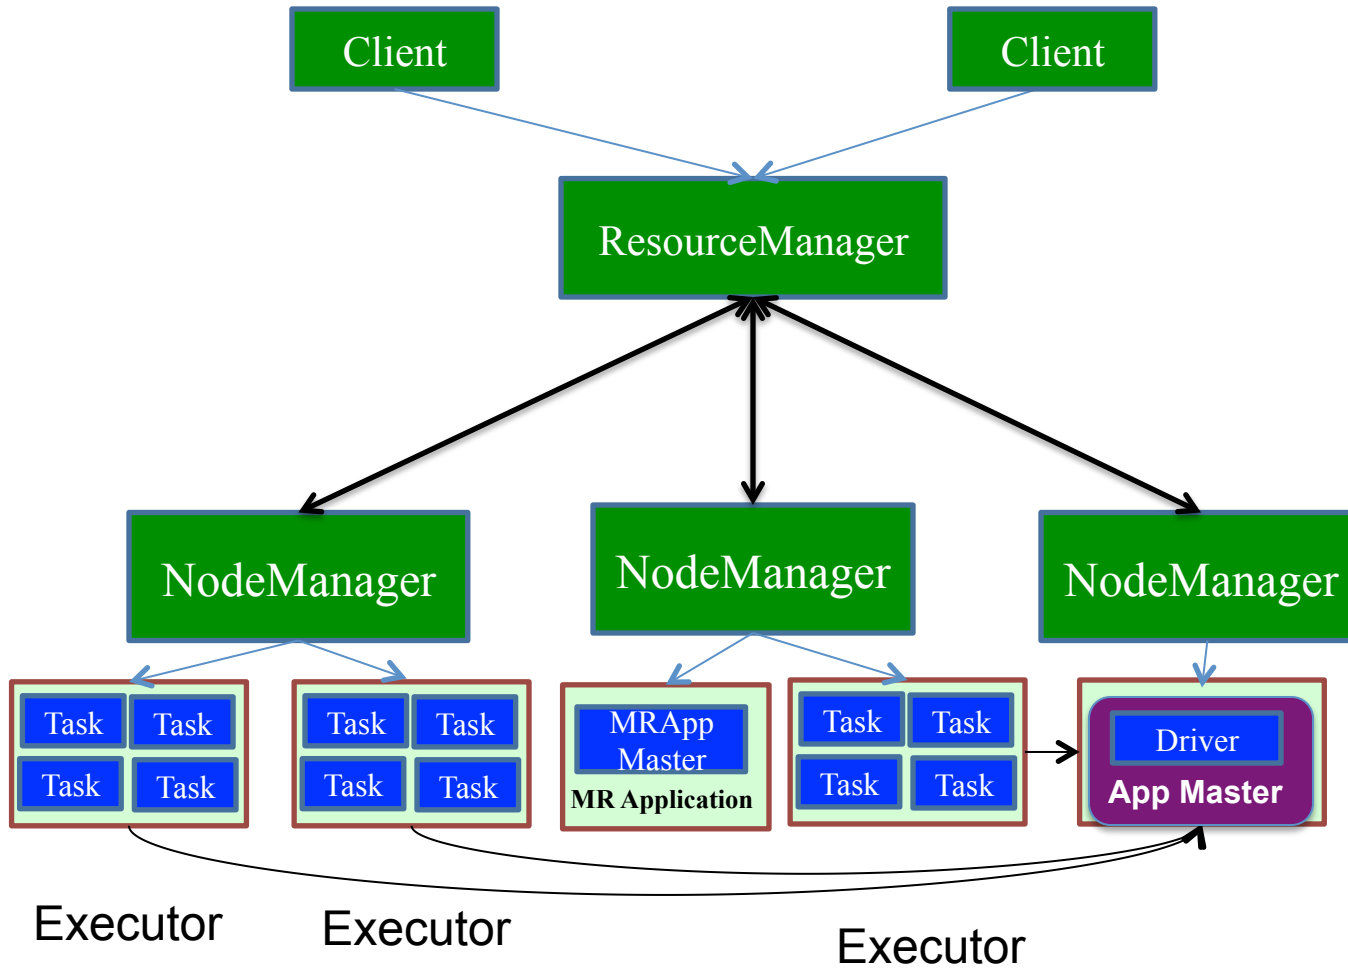 Client
Client
ResourceManager
NodeManager
NodeManager
NodeManager
Task
Task
Task
Task
Task
Task
Task
Task
MRApp
Master
MR Application
Task
Task
Task
Task
Driver
App Master
Executor
Executor
Executor